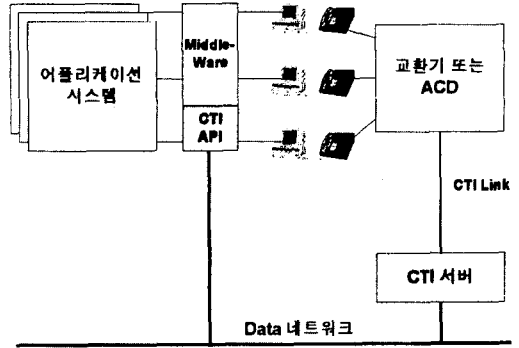 어플리케이션
시스템
Middle-
Ware
CTI
API
교환기 또는
ACD
CTI Link
CTI 서버
Data 네트워크